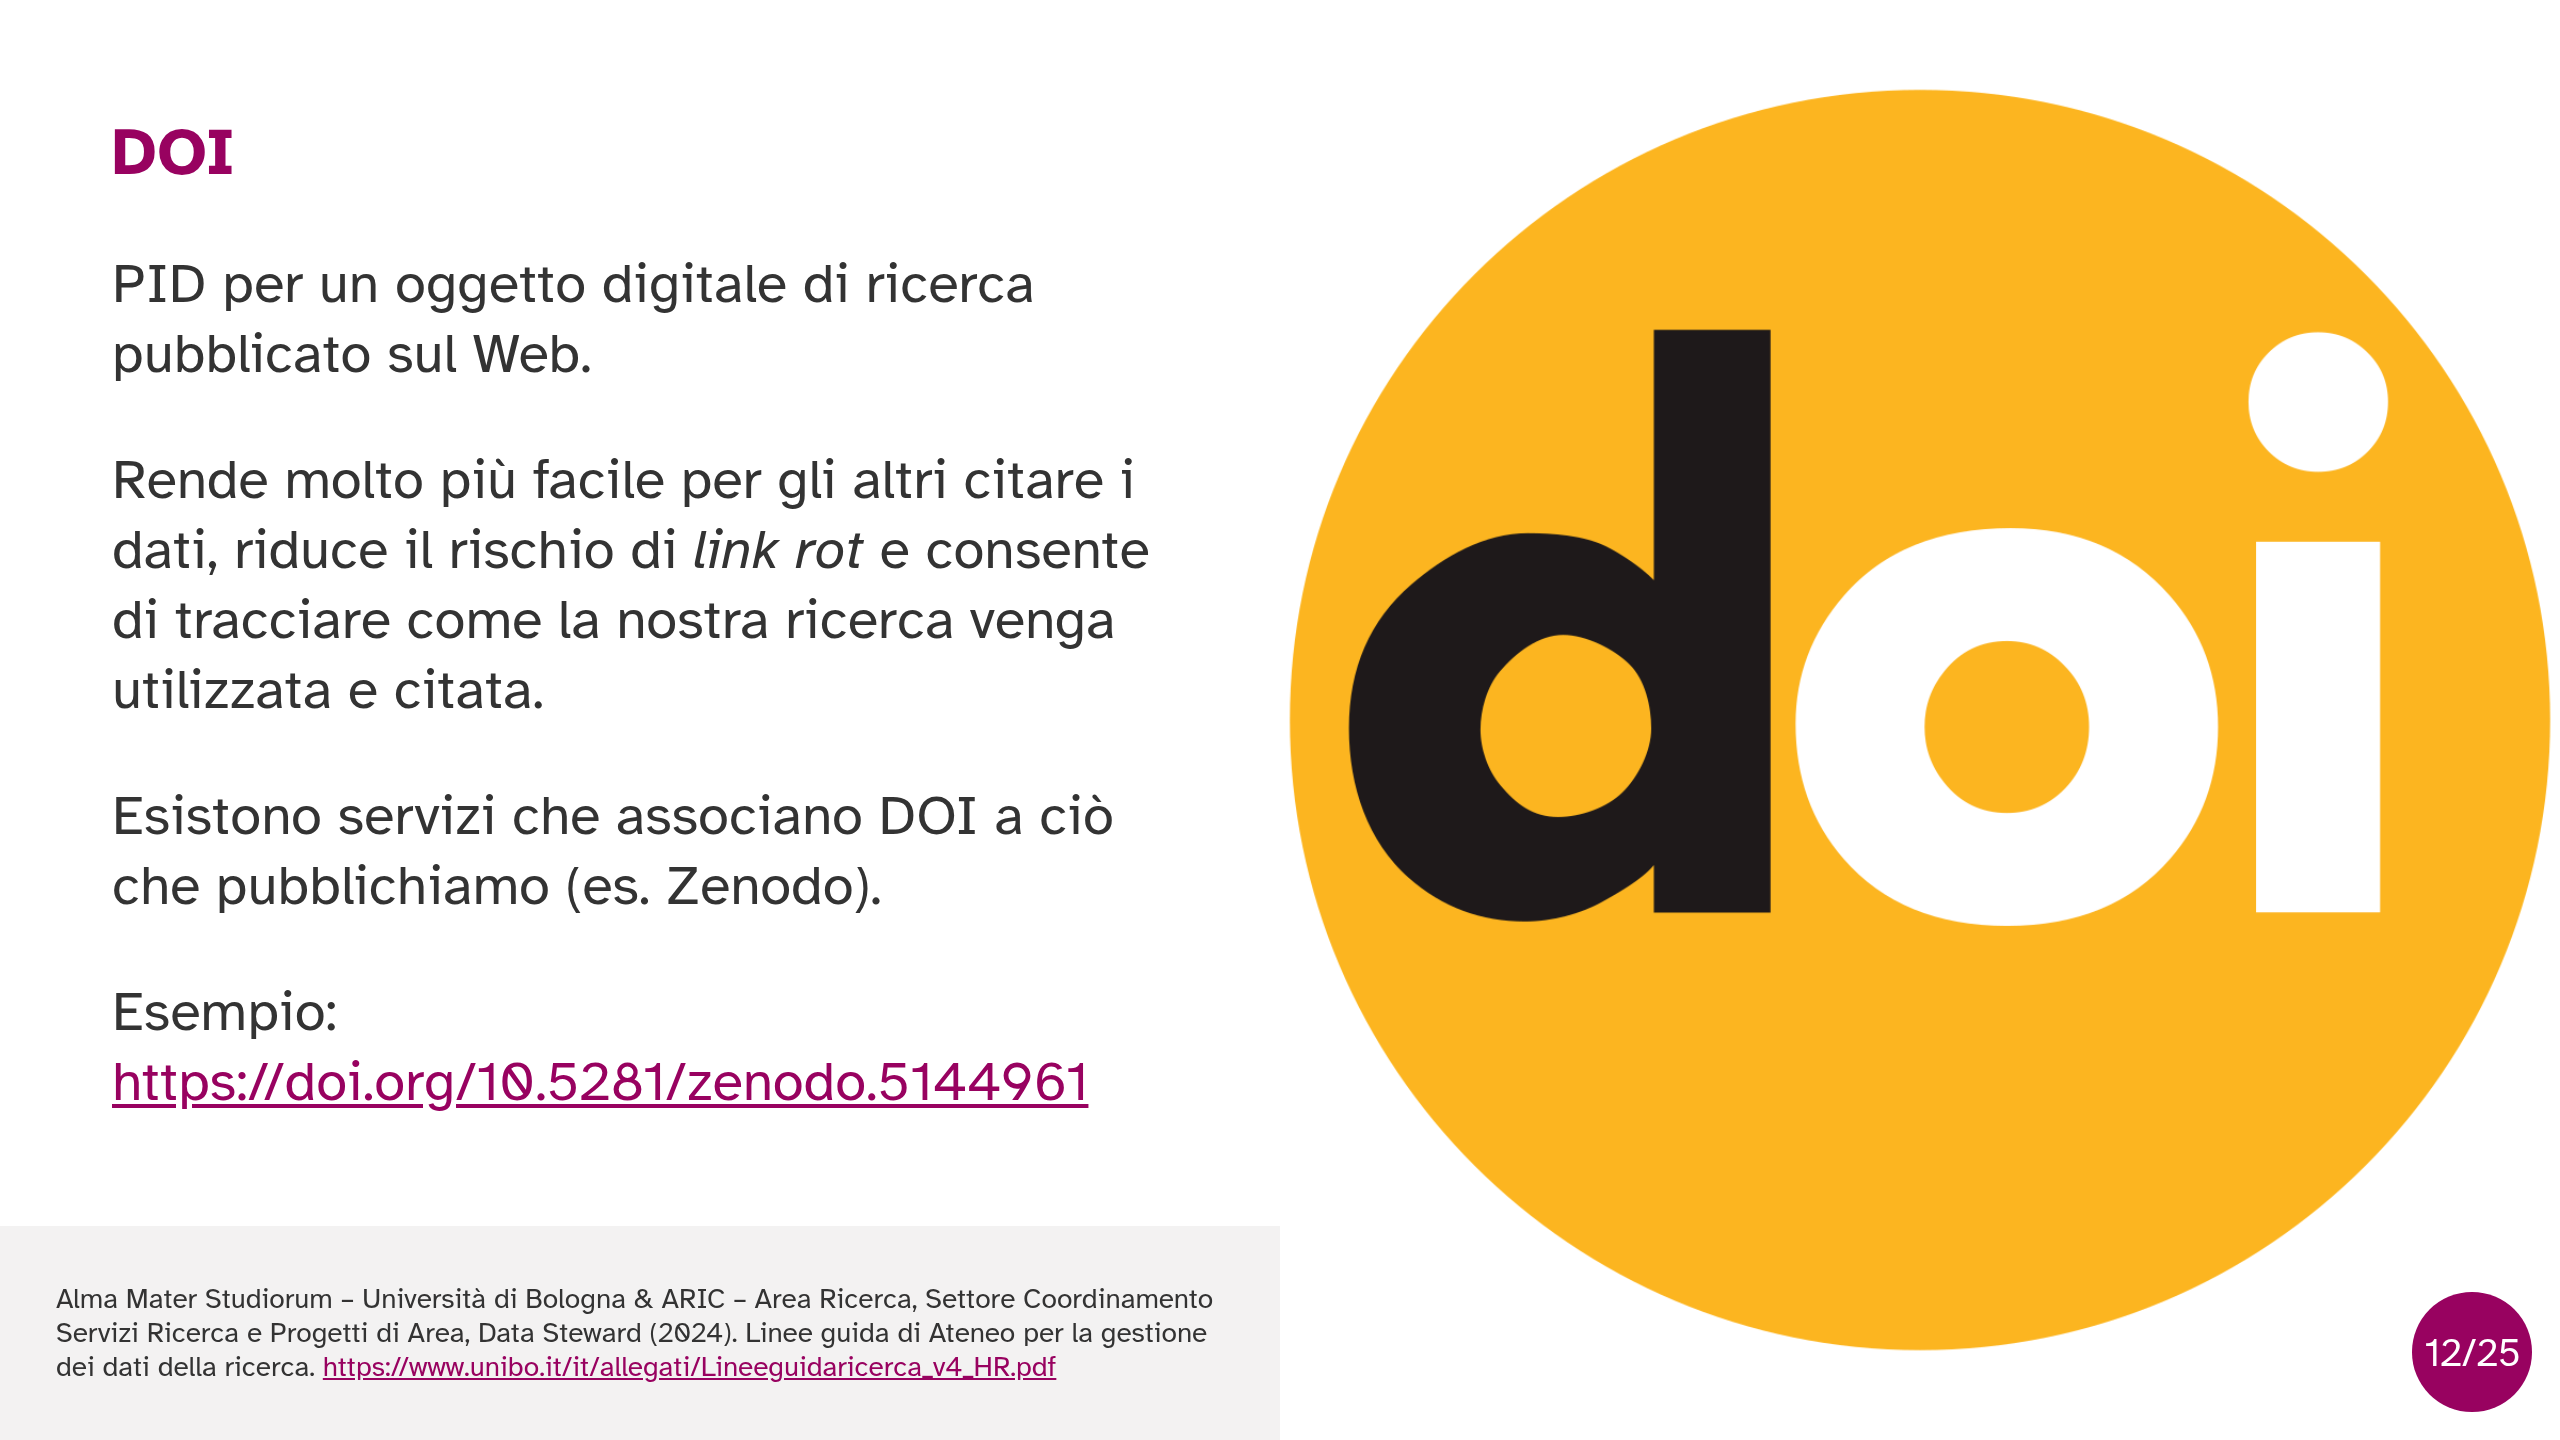 DOI
PID per un oggetto digitale di ricerca
pubblicato sul Web.
Rende molto più facile per gli altri citare i
dati, riduce il rischio di link rot e consente
di tracciare come la nostra ricerca venga
utilizzata e citata.
Esistono servizi che associano DOI a ciò
che pubblichiamo (es. Zenodo).
Esempio:
https://doi.org/10.5281/zenodo.5144961
doi
Alma Mater Studiorum – Università di Bologna & ARIC – Area Ricerca, Settore Coordinamento
Servizi Ricerca e Progetti di Area, Data Steward (2024). Linee guida di Ateneo per la gestione
dei dati della ricerca. https://www.unibo.it/it/allegati/Lineeguidaricerca_v4_HR.pdf
12/25